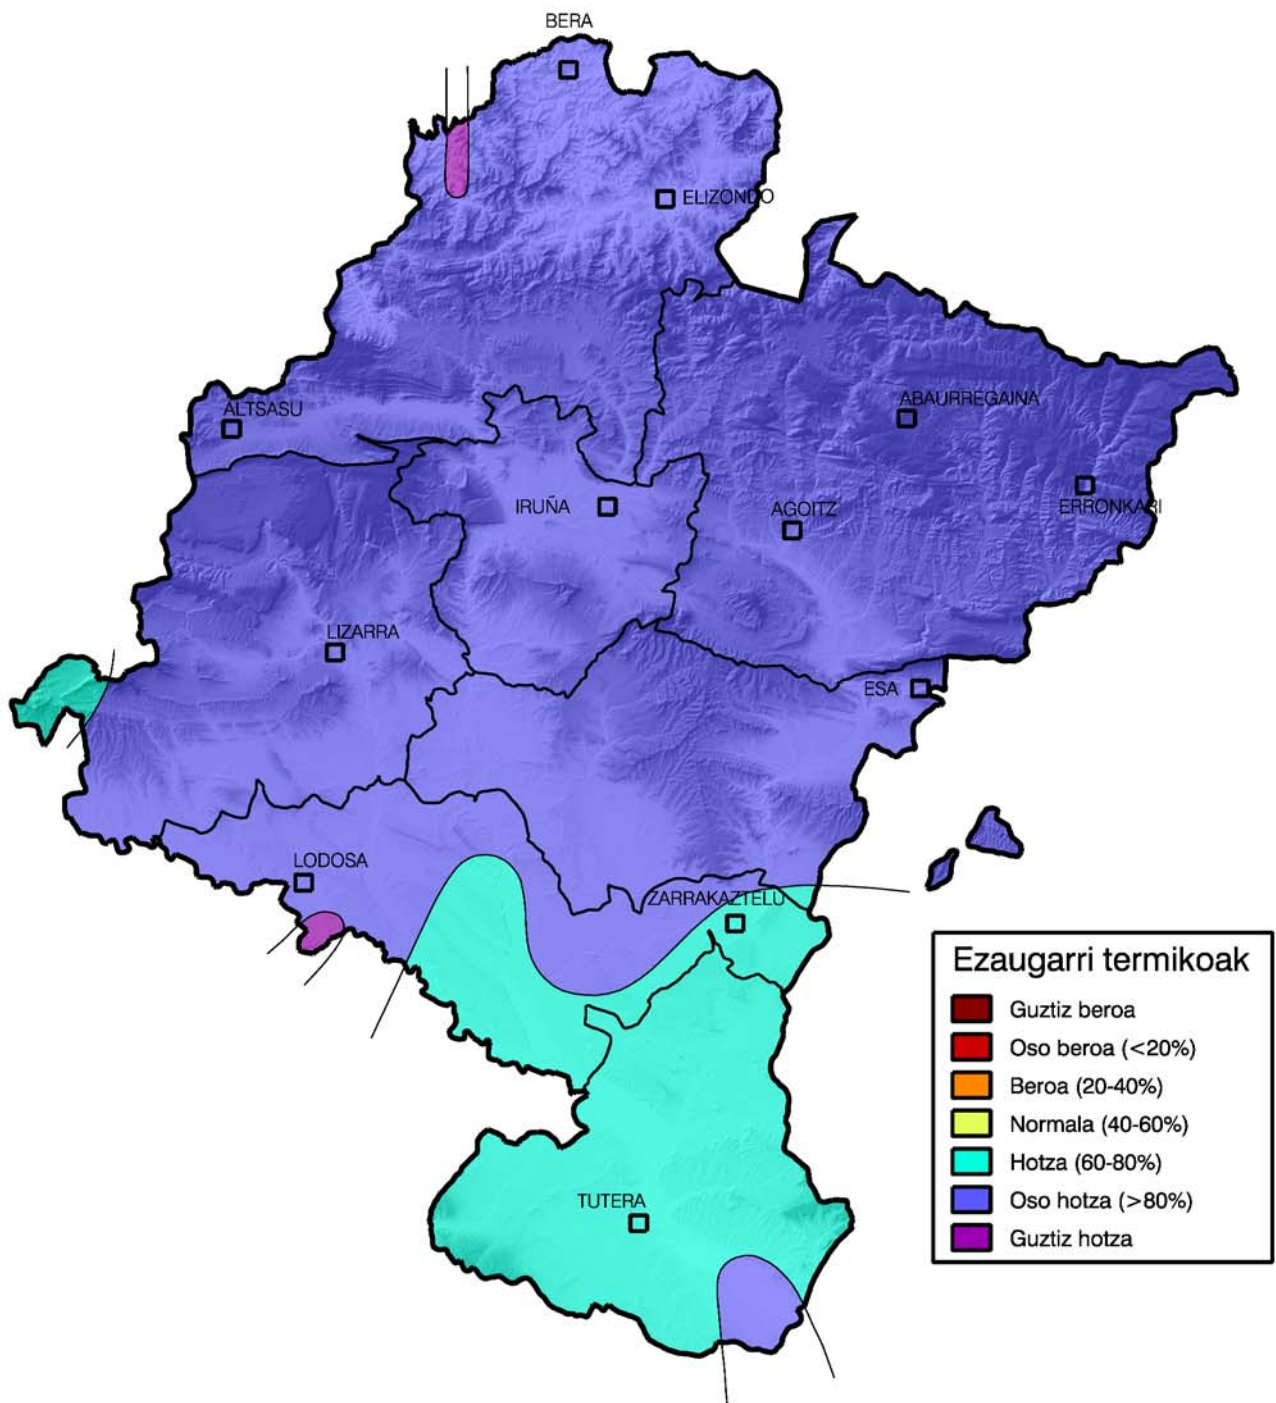 BERA
ELIZONDO
ALTSASU
ABAURREGAINA
IRUÑA
AGOITZ
ERRONKARI
LIZARRA
ESA
LODOSA
ZARRAKAZTELU
TUTERA
Ezaugarri termikoak
Guztiz beroa
Oso beroa (<20%)
Beroa (20-40%)
Normala (40-60%)
Hotza (60-80%)
Oso hotza (>80%)
Guztiz hotza